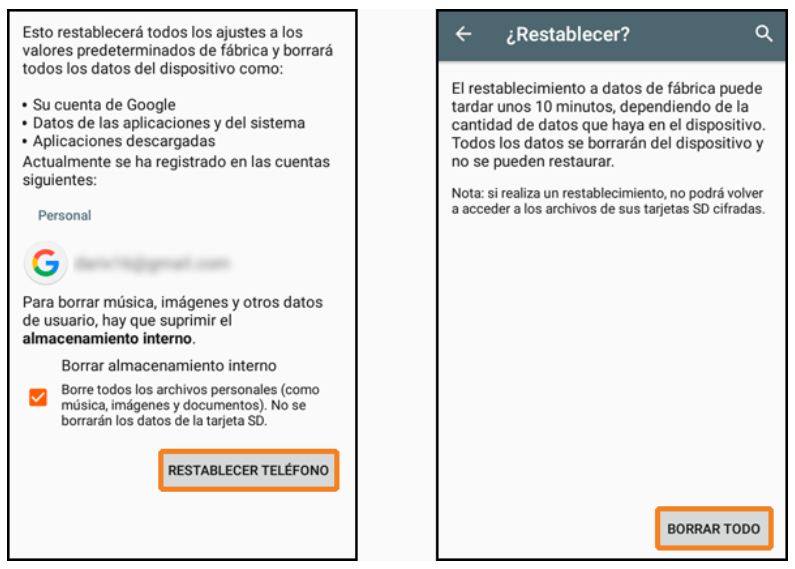 Esto restablecerá todos los ajustes a los
valores predeterminados de fábrica y borrará
todos los datos del dispositivo como:
• Su cuenta de Google
• Datos de las aplicaciones y del sistema
• Aplicaciones descargadas
Actualmente se ha registrado en las cuentas
siguientes:
Personal
Para borrar música, imágenes y otros datos
de usuario, hay que suprimir el
almacenamiento interno.
Borrar almacenamiento interno
Borre todos los archivos personales (como
música, imágenes y documentos). No se
borrarán los datos de la tarjeta SD.
RESTABLECER TELÉFONO
¿Restablecer?
El restablecimiento a datos de fábrica puede
tardar unos 10 minutos, dependiendo de la
cantidad de datos que haya en el dispositivo.
Todos los datos se borrarán del dispositivo y
no se pueden restaurar.
Nota: si realiza un restablecimiento, no podrá volver
a acceder a los archivos de sus tarjetas SD cifradas.
BORRAR TODO